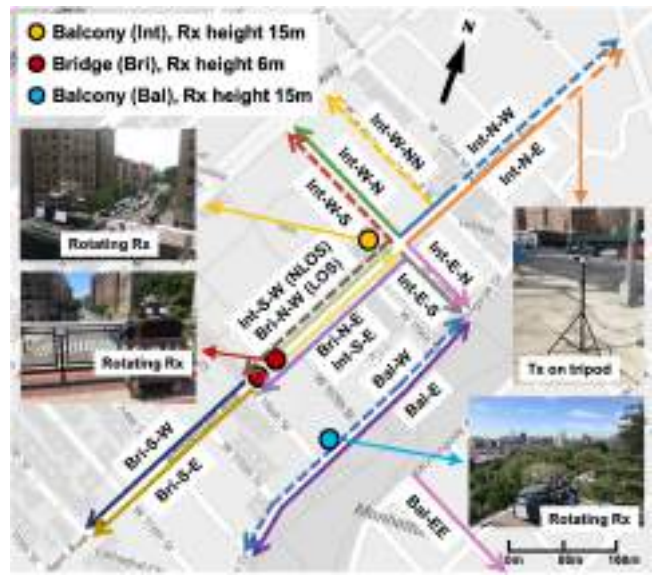 Balcony (Int), Rx height 15m
Bridge (Bri), Rx height 6m
Balcony (Bal), Rx height 15m
N
Int-N-W
Int-N-E
Int-W-NN
Int-W-N
Int-W-S
Rotating Rx
Int-E-N
Int-E-S
Int-S-W (NLOS)
Bri-N-W (LOS)
Bri-N-E
Int-S-E
Rotating Rx
Tx on tripod
Bal-W
Bal-E
Bri-S-W
Bri-S-E
Bal-EE
Rotating Rx
0m